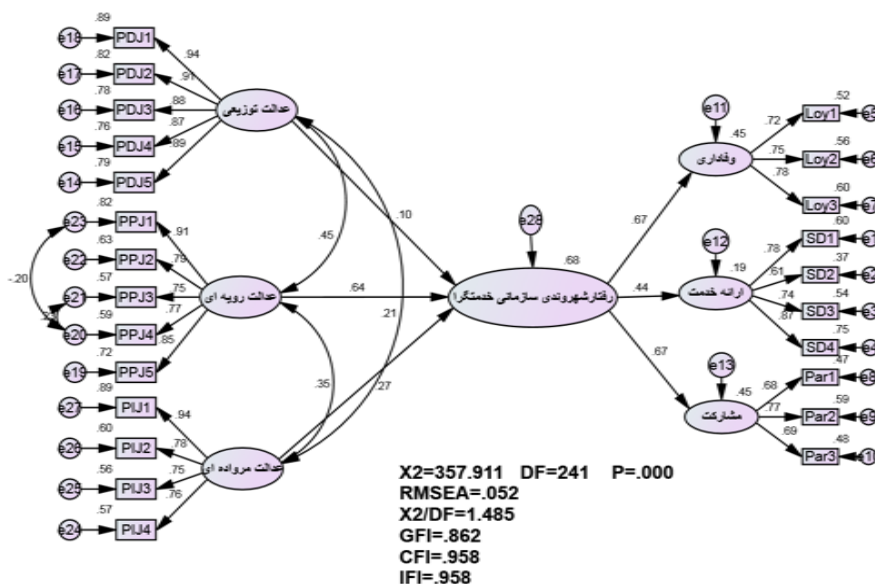 .89
e18 PDJ1
.94
.82
e17 PDJ2
.91
.78
e16 PDJ3
.88
.76
e15 PDJ4
.87
.79
e14 PDJ5
.89
عدالت توزیعی
.82
e23 PPJ1
.91
.63
e22 PPJ2
.79
.57
e21 PPJ3
.75
.59
e20 PPJ4
.77
.72
e19 PPJ5
.85
-.20
عدالت رویه ای
.89
e27 PIJ1
.94
.60
e26 PIJ2
.78
.56
e25 PIJ3
.75
.57
e24 PIJ4
.76
عدالت مرواده ای
.45
.21
.35
.10
.64
.27
e28
.68
رفتارشهروندی سازمانی خدمتگرا
.67
.44
.67
e11
.45
وفاداری
.72
.52
Loy1 e5
.75
.56
Loy2 e6
.78
.60
Loy3 e7
e12
.19
ارائه خدمت
.78
.60
SD1
.61
.37
SD2
.74
.54
SD3
.87
.75
SD4
e13
.45
مشارکت
.68
.47
Par1 e8
.77
.59
Par2 e9
.69
.48
Par3
X2=357.911 DF=241 P=.000
RMSEA=.052
X2/DF=1.485
GFI=.862
CFI=.958
IFI=.958